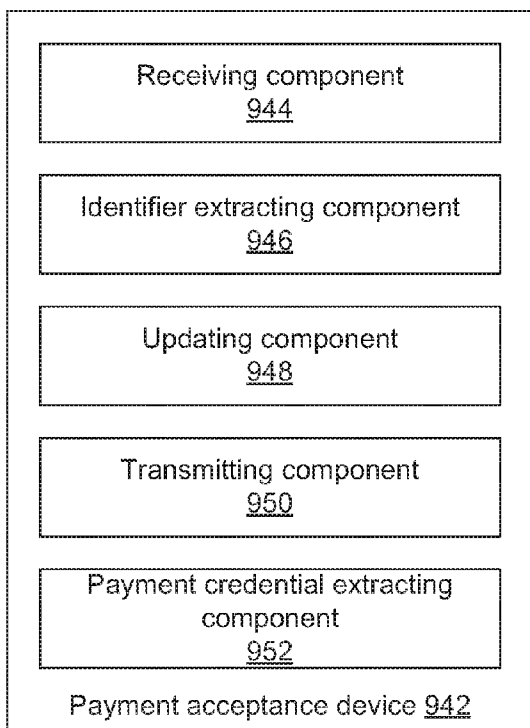 Receiving component
944
Identifier extracting component
946
Updating component
948
Transmitting component
950
Payment credential extracting
component
952
Payment acceptance device 942